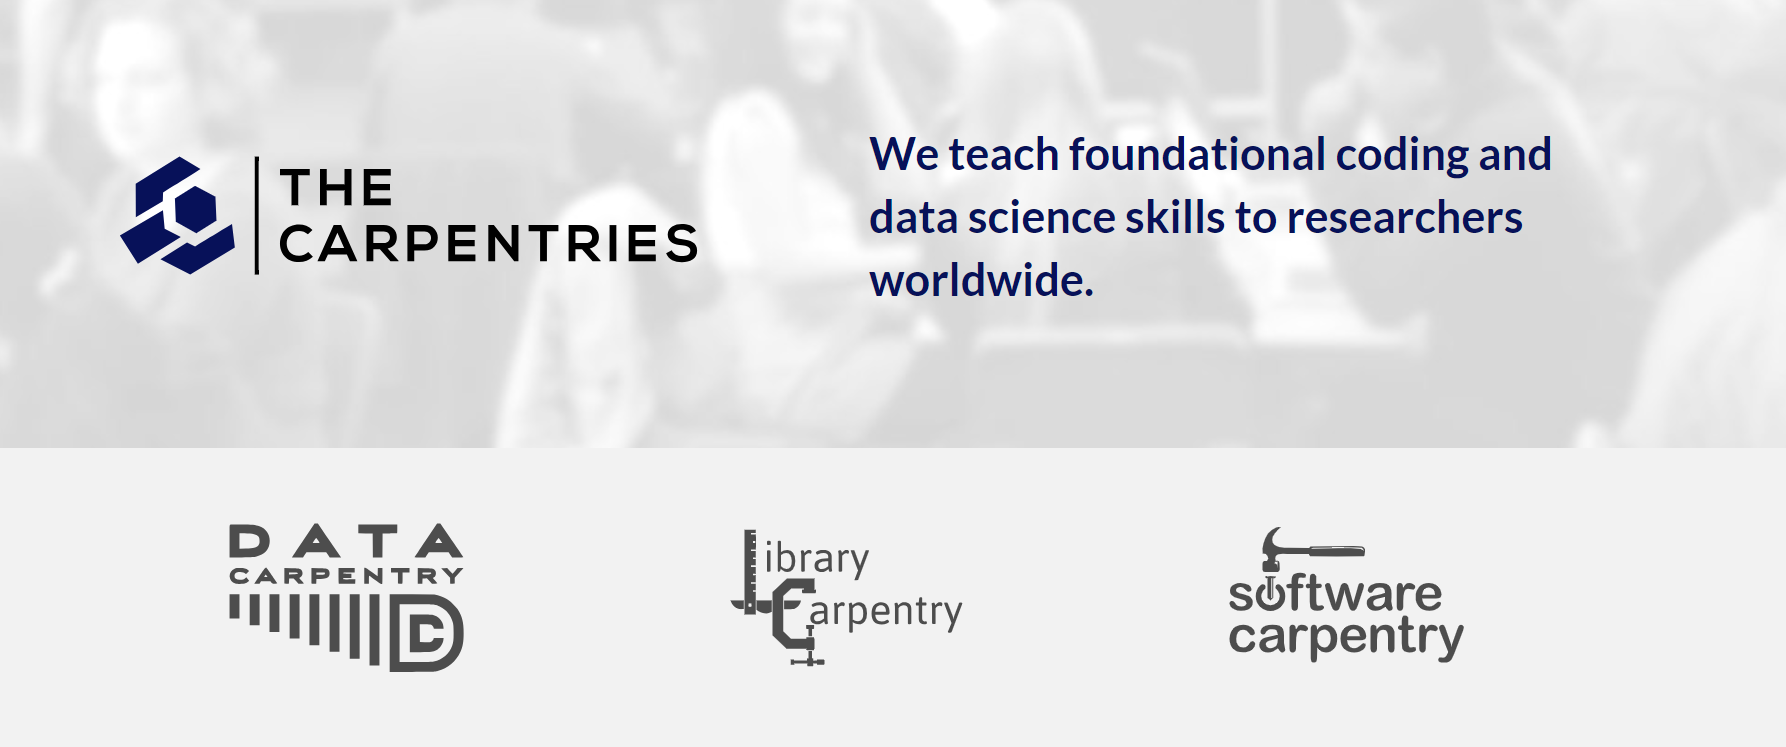 THE
CARPENTRIES
We teach foundational coding and
data science skills to researchers
worldwide.
DATA
CARPENTRY
DC
Library
Carpentry
software
carpentry